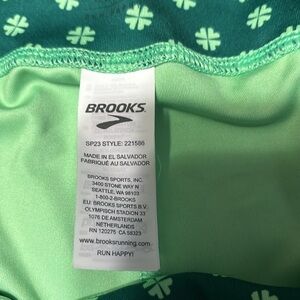 BROOKS
SP23 STYLE: 221586
MADE IN EL SALVADOR
FABRIQUÉ AU SALVADOR
BROOKS SPORTS, INC.
3400 STONE WAY N
SEATTLE, WA 98103
1-800-2-BROOKS
EU: BROOKS SPORTS B.V.
OLYMPISCH STADION 33
1076 DE AMSTERDAM
NETHERLANDS
RN 120275 CA 58323
www.brooksrunning.com
RUN HAPPY!